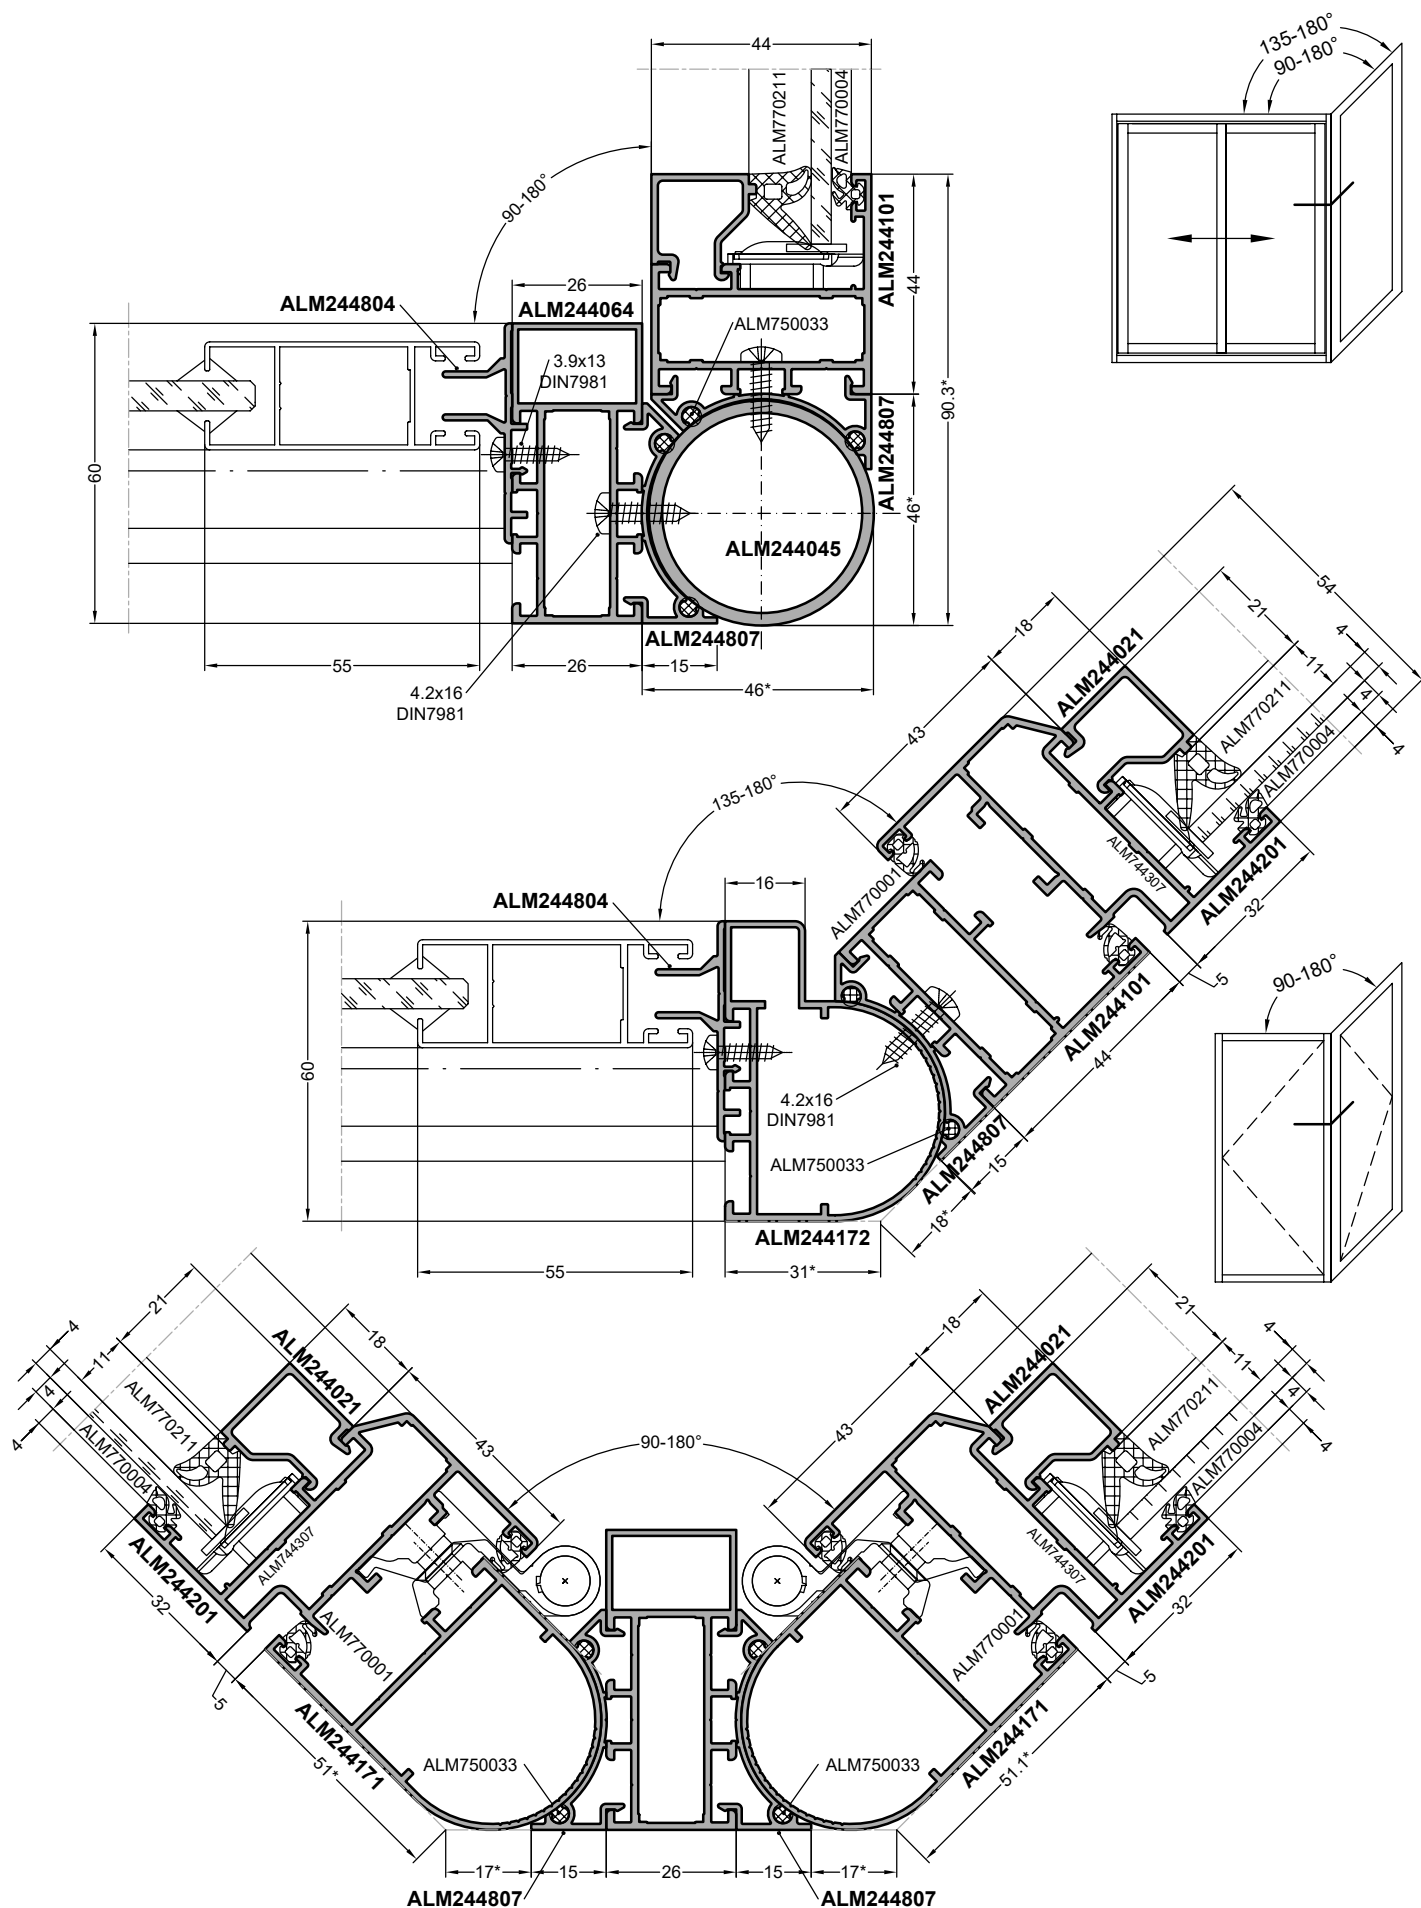 44
135-180°
90-180°
ALM770211
ALM770004
90-180°
ALM244101
44
90.3*
26
ALM244804
ALM244064
ALM750033
3.9x13
DIN7981
60
ALM244807
46*
ALM244045
ALM244807
55
26
15
46*
4.2x16
DIN7981
54
21
18
4
11
4
4
ALM244021
ALM770211
ALM770004
43
135-180°
16
ALM244804
ALM770001
ALM744307
ALM244201
32
5
ALM244101
44
60
4.2x16
DIN7981
ALM750033
ALM244807
15
18*
ALM244172
55
31*
90-180°
21
4
11
4
4
18
ALM244021
ALM770211
ALM770004
43
90-180°
43
18
21
4
11
4
4
ALM244021
ALM770211
ALM770004
ALM744307
ALM244201
32
5
ALM770001
ALM244171
51*
ALM750033
ALM750033
ALM770001
ALM744307
ALM244201
32
5
ALM244171
51.1*
17*
15
26
15
17*
ALM244807
ALM244807